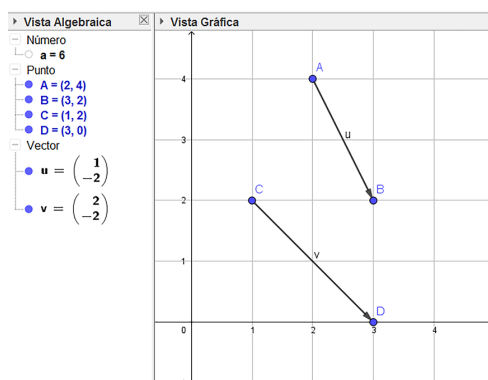 Vista Algebraica
Número
a = 6
Punto
A = (2, 4)
B = (3, 2)
C = (1, 2)
D = (3, 0)
Vector
u = ( 1
−2 )
v = ( 2
−2 )
Vista Gráfica
A
4
3
u
C
B
2
v
1
D
0 1 2 3 4